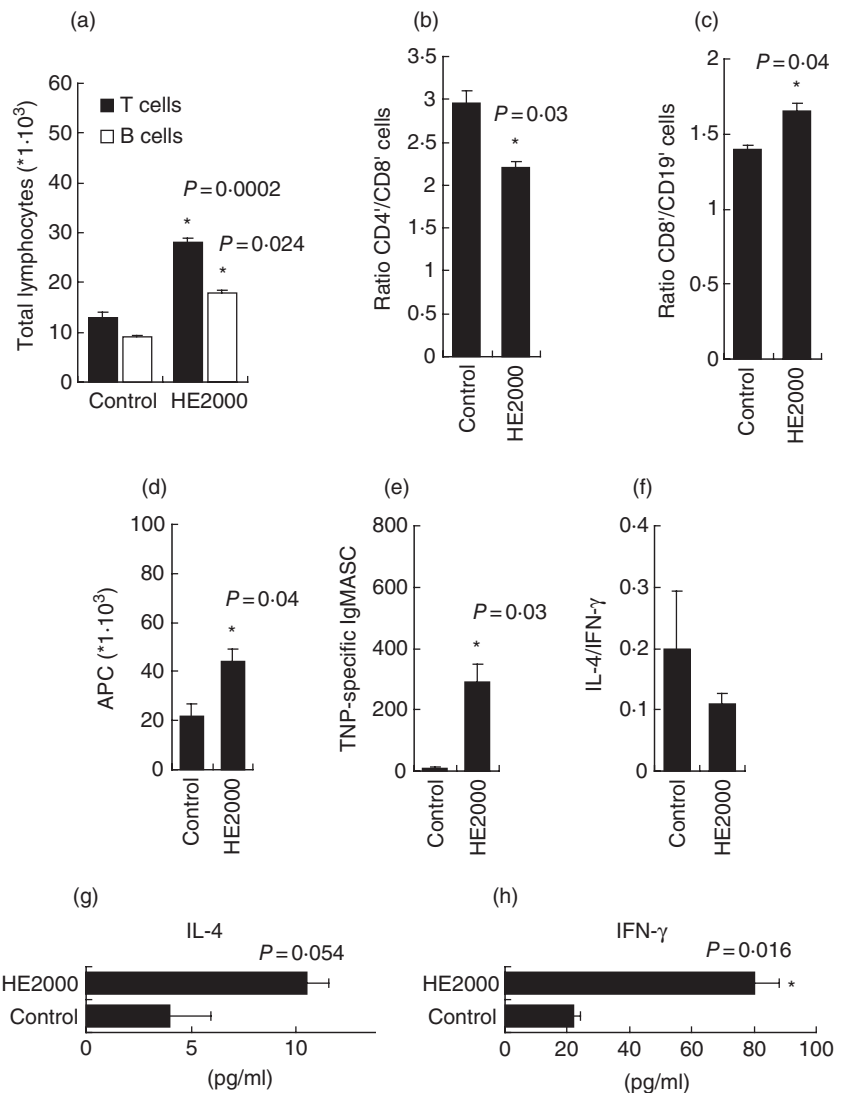 (a)
Total lymphocytes (*1·10³)
60
50
40
30
20
10
0
T cells
B cells
P = 0·0002
*
P = 0·024
*
Control HE2000
(b)
Ratio CD4'/CD8' cells
3·5
3
2·5
2
1·5
1
0·5
0
P = 0·03
*
Control
HE2000
(c)
Ratio CD8'/CD19' cells
2
1·5
1
0·5
0
P = 0·04
*
Control
HE2000
(d)
APC (*1·10³)
100
80
60
40
20
0
P = 0·04
*
Control
HE2000
(e)
TNP-specific IgMASC
800
600
400
200
0
P = 0·03
*
Control
HE2000
(f)
IL-4/IFN-γ
0·4
0·3
0·2
0·1
0
Control
HE2000
(g)
IL-4
P = 0·054
HE2000
Control
0 5 10
(pg/ml)
(h)
IFN-γ
P = 0·016
HE2000
*
Control
0 20 40 60 80 100
(pg/ml)